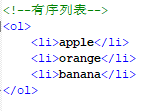 <!--有序列表-->
<ol>
    <li>apple</li>
    <li>orange</li>
    <li>banana</li>
</ol>